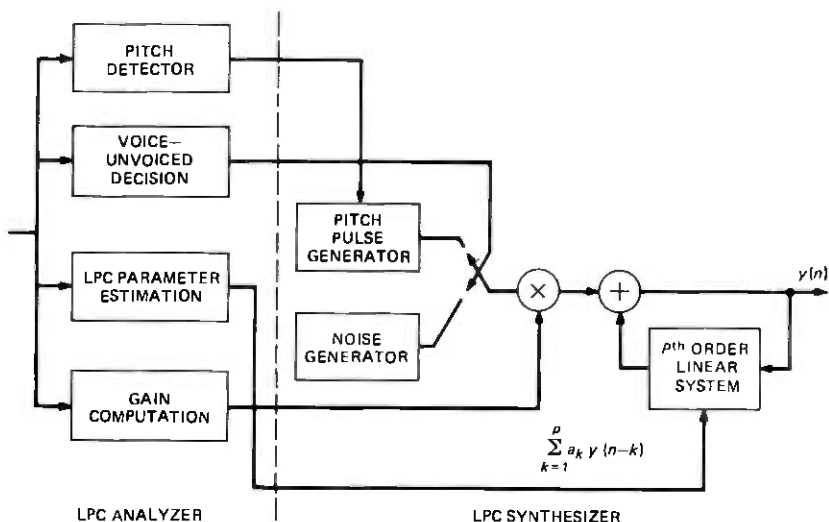 PITCH
DETECTOR
VOICE—
UNVOICED
DECISION
LPC PARAMETER
ESTIMATION
GAIN
COMPUTATION
LPC ANALYZER
PITCH
PULSE
GENERATOR
NOISE
GENERATOR
×
+
y(n)
pth ORDER
LINEAR
SYSTEM
p
∑ a_k y (n–k)
k=1
LPC SYNTHESIZER